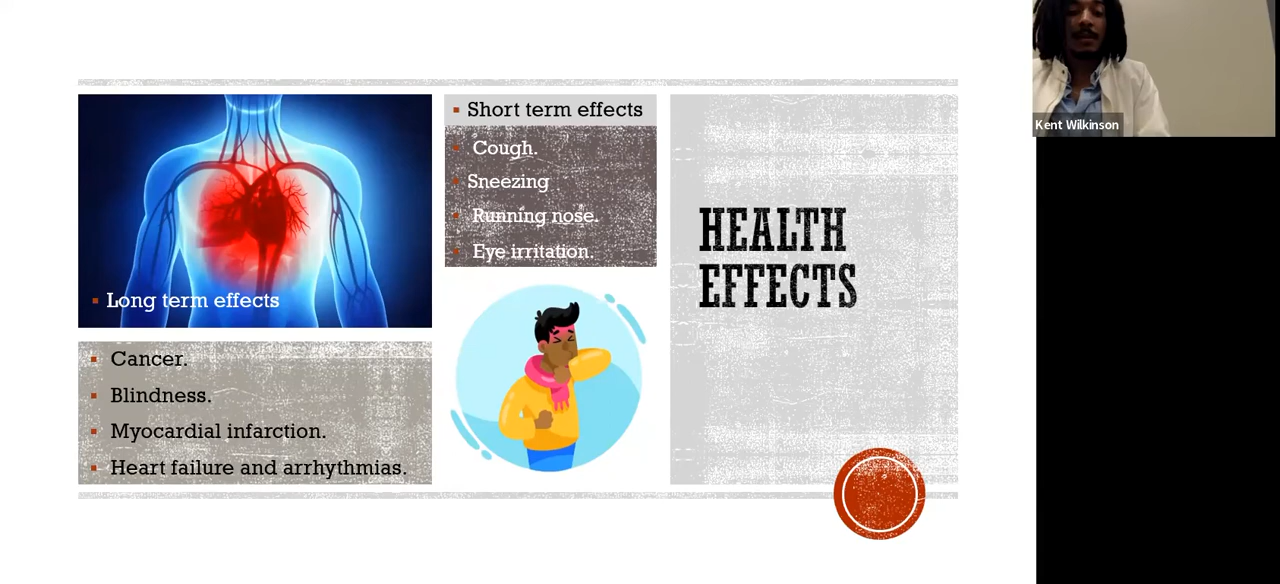 Long term effects
Cancer.
Blindness.
Myocardial infarction.
Heart failure and arrhythmias.
Short term effects
Cough.
Sneezing
Running nose.
Eye irritation.
HEALTH
EFFECTS
Kent Wilkinson